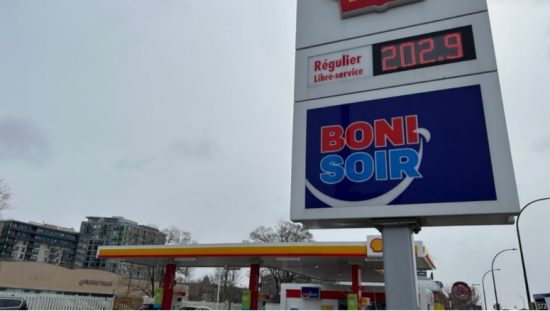 Régulier
Libre-service
202.9
BONI
SOIR